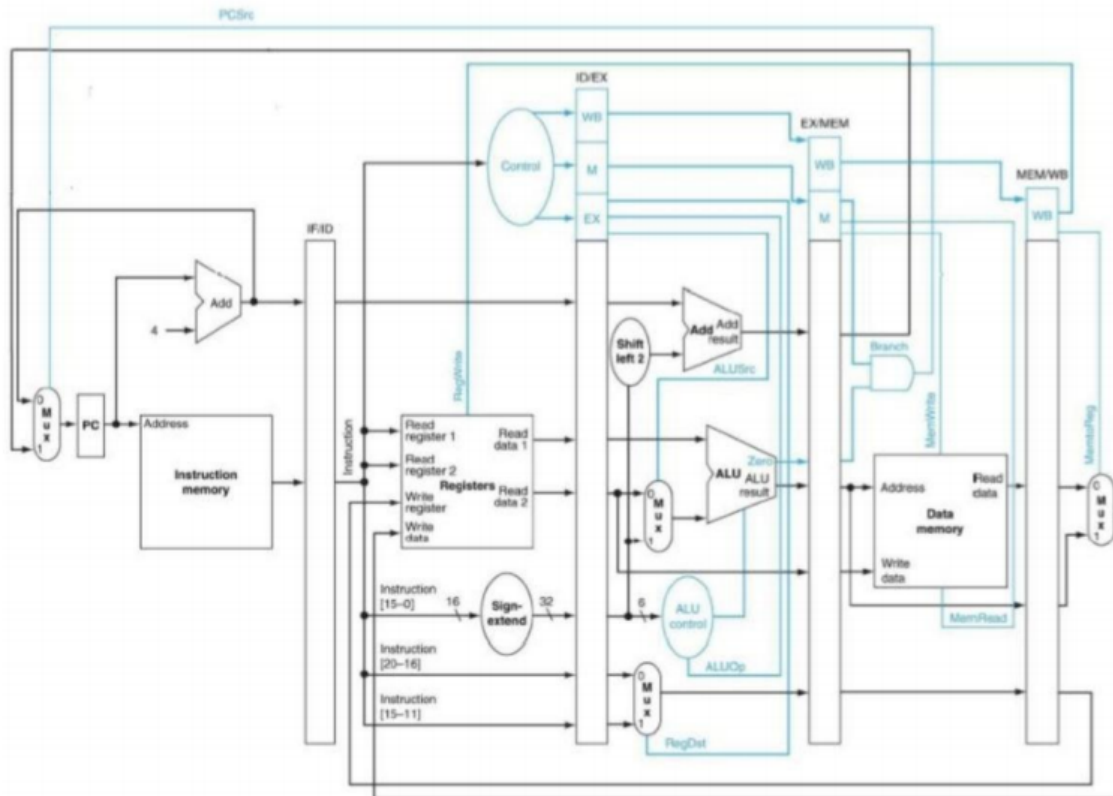 PCSrc
ID/EX
WB
EX/MEM
Control
M
WB
MEM/WB
EX
M
WB
IF/ID
Add
4
Add Add
result
Shift
left 2
Branch
ALUSrc
RegWrite
MemWrite
MemtoReg
0
M
u
x
1
PC
Address
Instruction
memory
Instruction
Read
register 1
Read
data 1
Read
register 2
Registers
Write
register
Read
data 2
Write
data
0
M
u
x
1
Zero
ALU
ALU
result
Address
Read
data
Data
memory
Write
data
0
M
u
x
1
Instruction
[15–0]
16
Sign-
extend
32
6
ALU
control
MemRead
Instruction
[20–16]
ALUOp
0
M
u
x
1
Instruction
[15–11]
RegDst